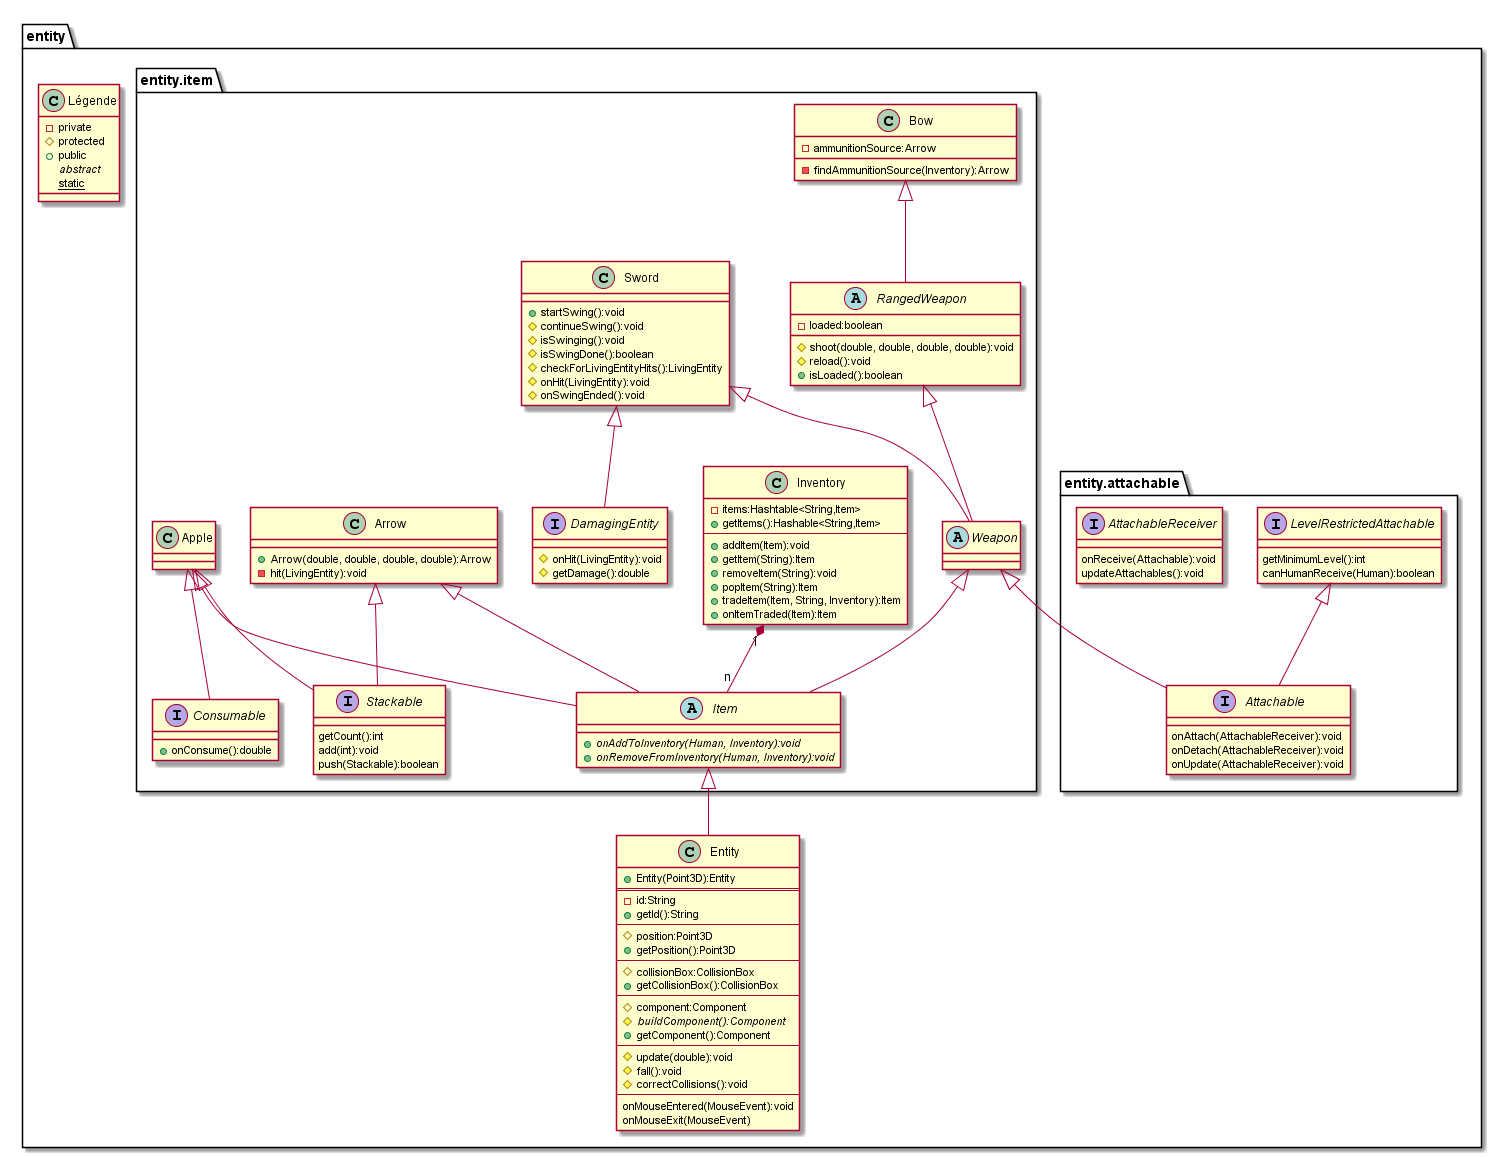 entity
entity.item
C Légende
private
protected
public
abstract
static
C Bow
ammunitionSource:Arrow
findAmmunitionSource(Inventory):Arrow
C Sword
startSwing():void
continueSwing():void
isSwinging():void
isSwingDone():boolean
checkForLivingEntityHits():LivingEntity
onHit(LivingEntity):void
onSwingEnded():void
A RangedWeapon
loaded:boolean
shoot(double, double, double, double):void
reload():void
isLoaded():boolean
entity.attachable
C Apple
C Arrow
Arrow(double, double, double, double):Arrow
hit(LivingEntity):void
I DamagingEntity
onHit(LivingEntity):void
getDamage():double
C Inventory
items:Hashtable<String,Item>
getItems():Hashable<String,Item>
addItem(Item):void
getItem(String):Item
removeItem(String):void
popItem(String):Item
tradeItem(Item, String, Inventory):Item
onItemTraded(Item):Item
A Weapon
I AttachableReceiver
onReceive(Attachable):void
updateAttachables():void
I LevelRestrictedAttachable
getMinimumLevel():int
canHumanReceive(Human):boolean
n
I Consumable
onConsume():double
I Stackable
getCount():int
add(int):void
push(Stackable):boolean
A Item
onAddToInventory(Human, Inventory):void
onRemoveFromInventory(Human, Inventory):void
I Attachable
onAttach(AttachableReceiver):void
onDetach(AttachableReceiver):void
onUpdate(AttachableReceiver):void
C Entity
Entity(Point3D):Entity
id:String
getId():String
position:Point3D
getPosition():Point3D
collisionBox:CollisionBox
getCollisionBox():CollisionBox
component:Component
buildComponent():Component
getComponent():Component
update(double):void
fall():void
correctCollisions():void
onMouseEntered(MouseEvent):void
onMouseExit(MouseEvent)